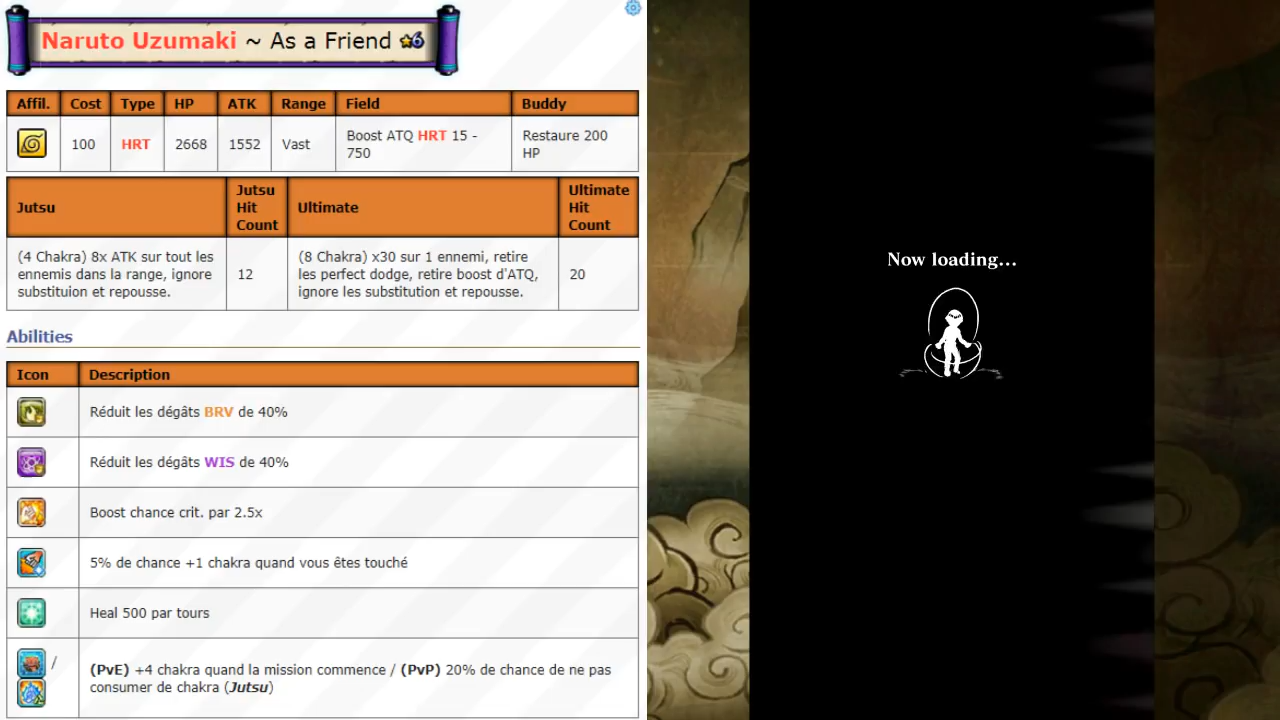 Naruto Uzumaki ~ As a Friend 6
Affil. Cost Type HP ATK Range Field Buddy
100 HRT 2668 1552 Vast Boost ATQ HRT 15 -
750
Restaure 200
HP
Jutsu
Jutsu
Hit
Count
Ultimate
Ultimate
Hit
Count
(4 Chakra) 8x ATK sur tout les
ennemis dans la range, ignore
substituion et repousse.
12
(8 Chakra) x30 sur 1 ennemi, retire
les perfect dodge, retire boost d'ATQ,
ignore les substitution et repousse.
20
Abilities
Icon Description
Réduit les dégâts BRV de 40%
Réduit les dégâts WIS de 40%
Boost chance crit. par 2.5x
5% de chance +1 chakra quand vous êtes touché
Heal 500 par tours
/
(PvE) +4 chakra quand la mission commence / (PvP) 20% de chance de ne pas
consumer de chakra (Jutsu)
Now loading...